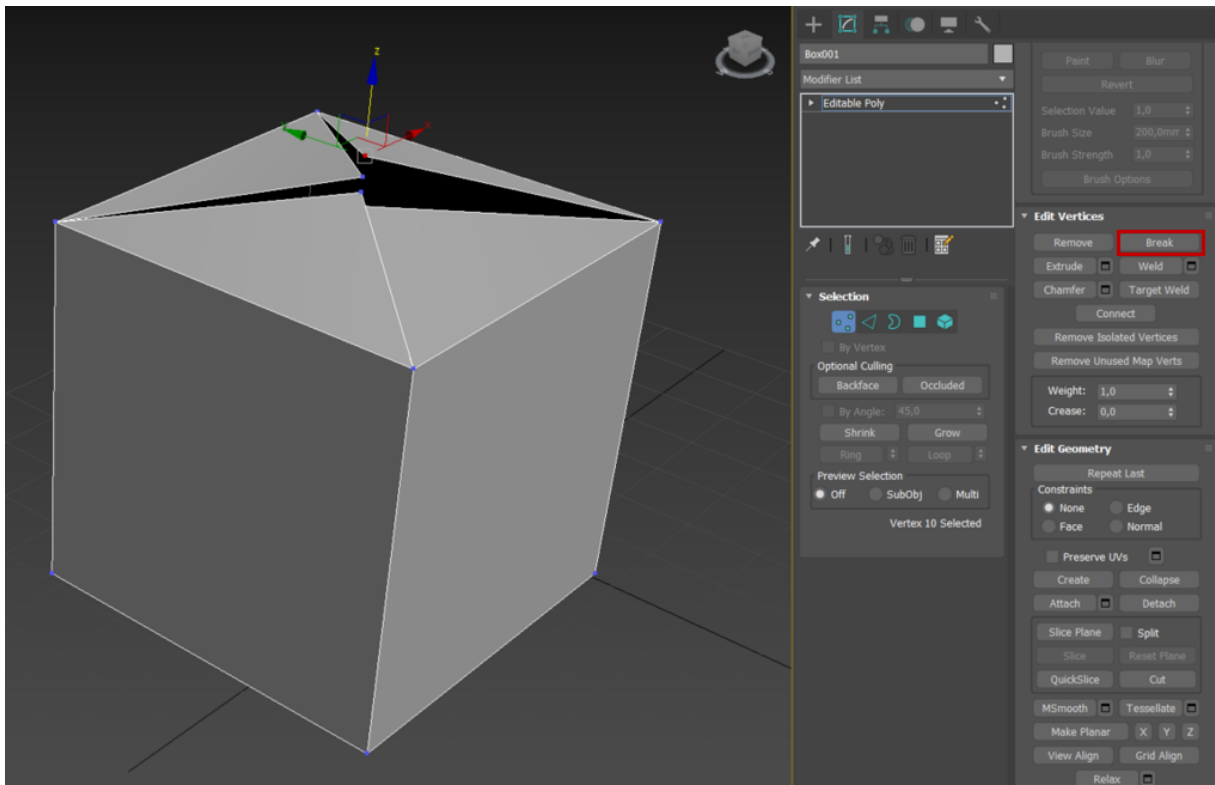 z
x
Box001
Modifier List
Editable Poly
Selection
By Vertex
Optional Culling
Backface Occluded
By Angle: 45,0
Shrink Grow
Ring Loop
Preview Selection
Off SubObj Multi
Vertex 10 Selected
Paint Blur
Revert
Selection Value 1,0
Brush Size 200,0mm
Brush Strength 1,0
Brush Options
Edit Vertices
Remove Break
Extrude Weld
Chamfer Target Weld
Connect
Remove Isolated Vertices
Remove Unused Map Verts
Weight: 1,0
Crease: 0,0
Edit Geometry
Repeat Last
Constraints
None Edge
Face Normal
Preserve UVs
Create Collapse
Attach Detach
Slice Plane Split
Slice Reset Plane
QuickSlice Cut
MSmooth Tessellate
Make Planar X Y Z
View Align Grid Align
Relax